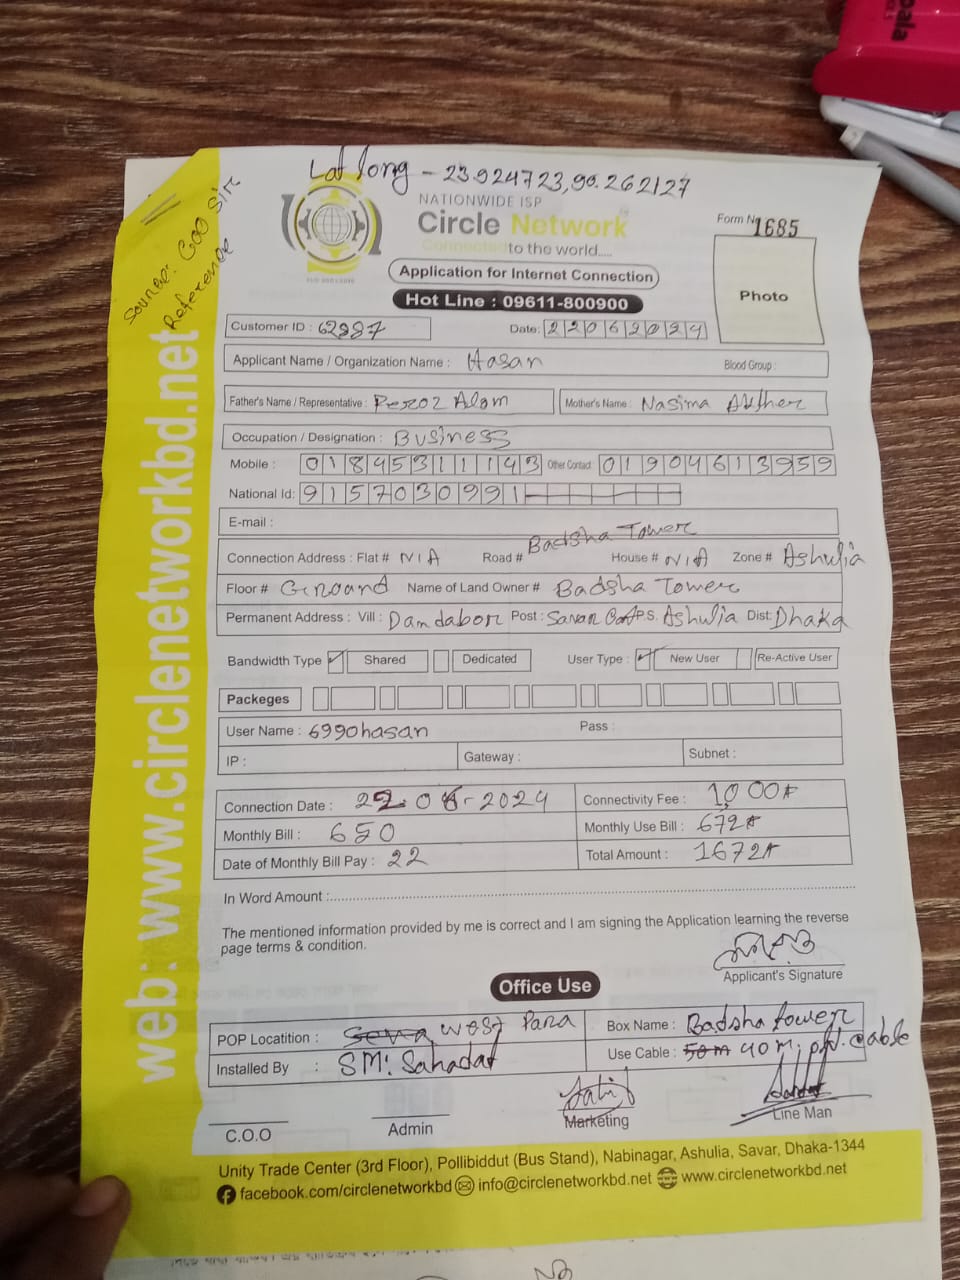 Lat long - 23.924723,90.262127
Source: COO Sir
Reference
NATIONWIDE ISP
Circle Network
Connected to the world.....
Form No 1685
Application for Internet Connection
Photo
Hot Line : 09611-800900
Customer ID : 62887
Date: 22062024
Applicant Name / Organization Name : Hasan
Blood Group :
Father's Name / Representative : Peroz Alam
Mother's Name : Nasima Akther
Occupation / Designation : Business
Mobile : 01845311143 Other Contact: 01904613959
National Id: 9157030991
E-mail :
Connection Address : Flat # N/A Road # Badsha Tower House # N/A Zone # Ashulia
Floor # Ground Name of Land Owner # Badsha Tower
Permanent Address : Vill : Dandabor Post : Savar P.S. Ashulia Dist: Dhaka
Bandwidth Type Shared Dedicated User Type : New User Re-Active User
Packeges
User Name : 6990hasan Pass :
IP : Gateway : Subnet :
Connection Date : 22.06-2024 Connectivity Fee : 1,000
Monthly Bill : 650 Monthly Use Bill : 672
Date of Monthly Bill Pay : 22 Total Amount : 1672
In Word Amount :
The mentioned information provided by me is correct and I am signing the Application learning the reverse
page terms & condition.
Applicant's Signature
Office Use
POP Locatition : West Para Box Name : Badsha tower
Installed By : SM: Sahadat Use Cable : 50m 40m, cable
C.O.O Admin Marketing Line Man
Unity Trade Center (3rd Floor), Pollibiddut (Bus Stand), Nabinagar, Ashulia, Savar, Dhaka-1344
facebook.com/circlenetworkbd info@circlenetworkbd.net www.circlenetworkbd.net
web: www.circlenetworkbd.net